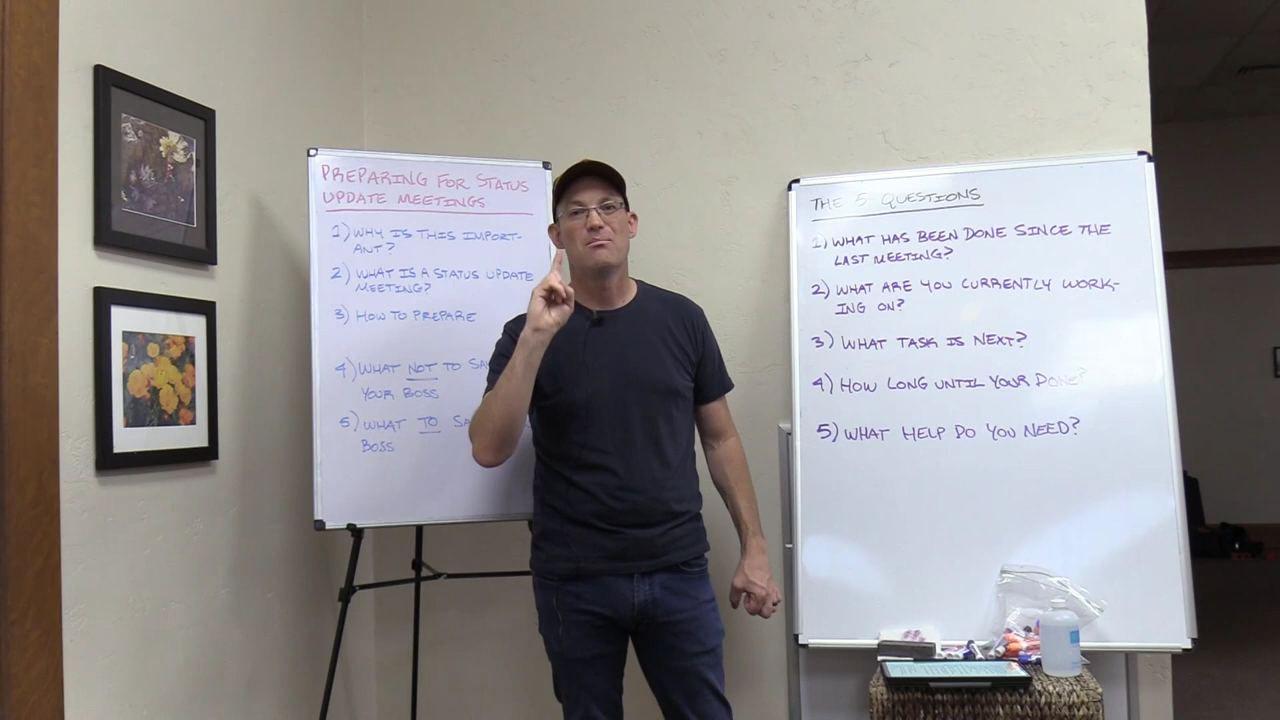 PREPARING FOR STATUS
UPDATE MEETINGS
1) WHY IS THIS IMPORT-
ANT?
2) WHAT IS A STATUS UPDATE
MEETING?
3) HOW TO PREPARE
4) WHAT NOT TO SAY
YOUR BOSS
5) WHAT TO SA
BOSS
THE 5 QUESTIONS
1) WHAT HAS BEEN DONE SINCE THE
LAST MEETING?
2) WHAT ARE YOU CURRENTLY WORK-
ING ON?
3) WHAT TASK IS NEXT?
4) HOW LONG UNTIL YOUR DONE?
5) WHAT HELP DO YOU NEED?